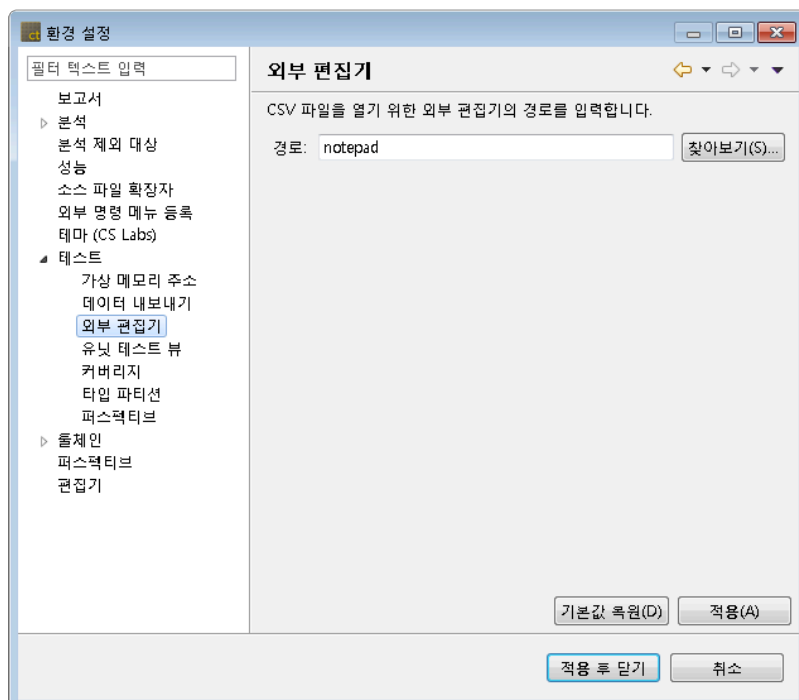 ct 환경 설정
필터 텍스트 입력
보고서
분석
분석 제외 대상
성능
소스 파일 확장자
외부 명령 메뉴 등록
테마 (CS Labs)
테스트
가상 메모리 주소
데이터 내보내기
외부 편집기
유닛 테스트 뷰
커버리지
타입 파티션
퍼스펙티브
툴체인
퍼스펙티브
편집기
외부 편집기
CSV 파일을 열기 위한 외부 편집기의 경로를 입력합니다.
경로: notepad 찾아보기(S)...
기본값 복원(D) 적용(A)
적용 후 닫기 취소